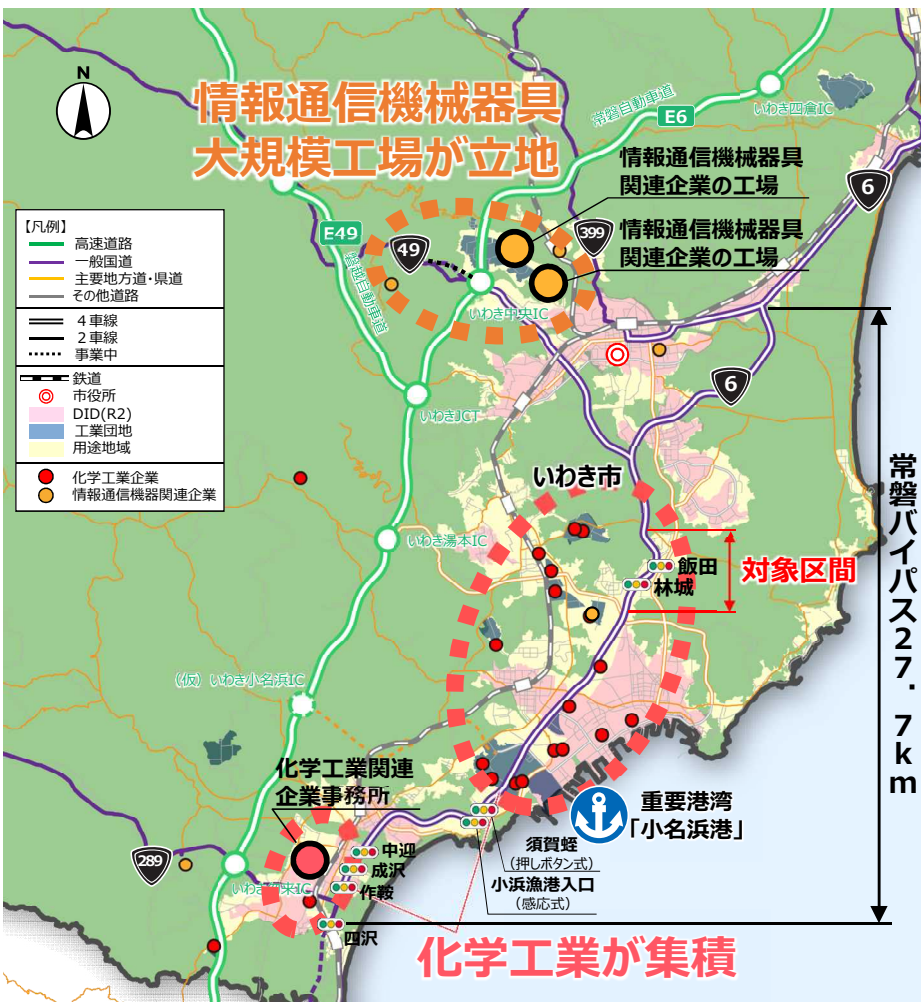 N
情報通信機械器具
大規模工場が立地
常磐自動車道
E6
いわき四倉IC
情報通信機械器具
関連企業の工場
6
【凡例】
高速道路
一般国道
主要地方道・県道
その他道路
4車線
2車線
事業中
鉄道
市役所
DID(R2)
工業団地
用途地域
化学工業企業
情報通信機器関連企業
E49
49
399
情報通信機械器具
関連企業の工場
磐越自動車道
いわき中央IC
いわきJCT
6
いわき市
いわき湯本IC
飯田
林城
対象区間
常磐バイパス27.7km
(仮)いわき小名浜IC
化学工業関連
企業事務所
重要港湾
「小名浜港」
須賀蛭
(押しボタン式)
小浜漁港入口
(感応式)
中迎
成沢
作鞍
四沢
289
いわき勿来IC
化学工業が集積